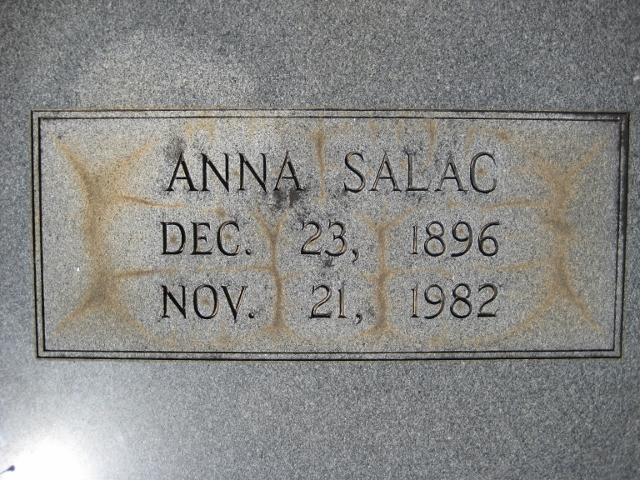 ANNA SALAC
DEC. 23, 1896
NOV. 21, 1982